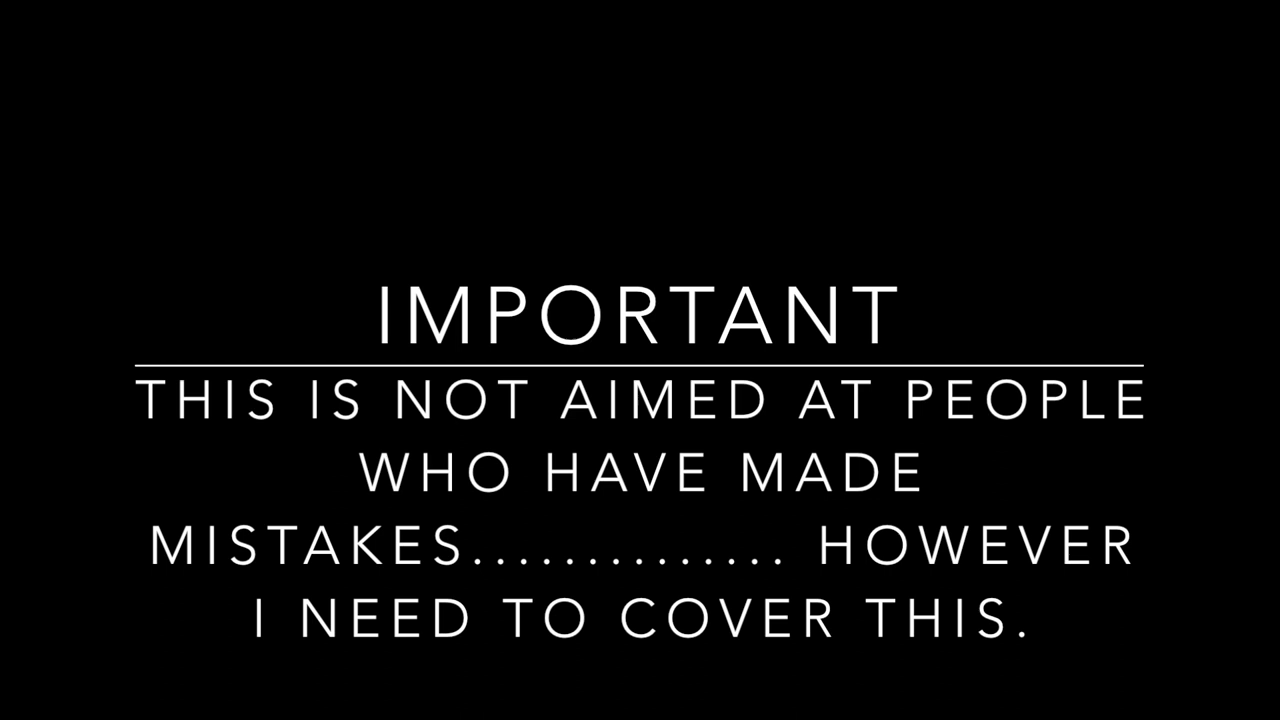 IMPORTANT
THIS IS NOT AIMED AT PEOPLE
WHO HAVE MADE
MISTAKES.............. HOWEVER
I NEED TO COVER THIS.